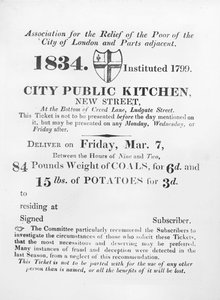 Association for the Relief of the Poor of the
City of London and Parts adjacent.
1834. Instituted 1799.
CITY PUBLIC KITCHEN,
NEW STREET,
At the Bottom of Creed Lane, Ludgate Street.
This Ticket is not to be presented before the day mentioned on
it, but may be presented on any Monday, Wednesday, or
Friday after.
DELIVER on Friday, Mar. 7,
Between the Hours of Nine and Two,
84 Pounds Weight of COALS, for 6d. and
15 lbs. of POTATOES for 3d.
to
residing at
Signed Subscriber.
☞ The Committee particularly recommend the Subscribers to
investigate the circumstances of those who solicit these Tickets,
that the most necessitous and deserving may be preferred.
Many instances of fraud and deception were detected in the
last Season, from a neglect of this recommendation.
This Ticket is not to be parted with for the use of any other
person than is named, or all the benefits of it will be lost.